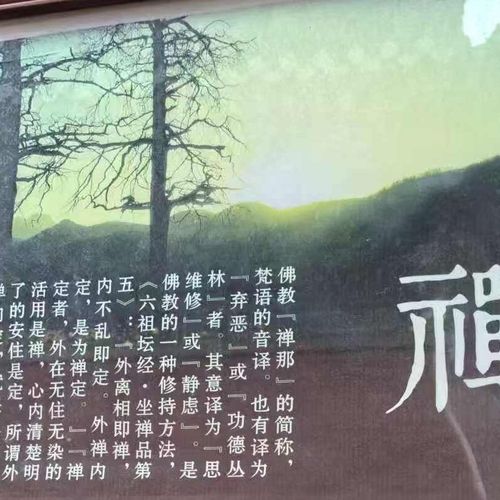 佛教『禅那』的简称，
梵语的音译。也有译为
『弃恶』或『功德丛
林』者。其意译为『思
维修』或『静虑』。是
佛教的一种修持方法，
《六祖坛经·坐禅品第
五》：『外离相即禅，
内不乱即定。外禅内
定，是为禅定。』『禅
定者，外在无住无染的
活用是禅，心内清楚明
了的安住是定，所谓外